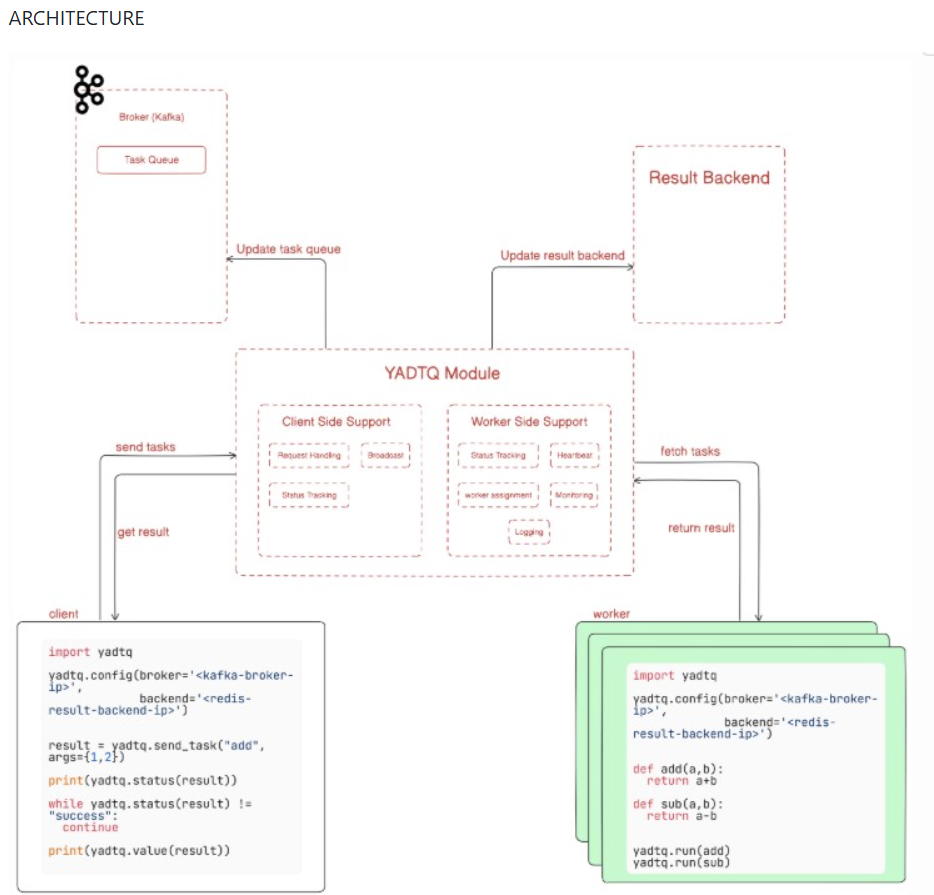 ARCHITECTURE
Broker (Kafka)
Task Queue
Result Backend
Update task queue
Update result backend
YADTQ Module
Client Side Support
Request Handling
Broadcast
Status Tracking
Worker Side Support
Status Tracking
Heartbeat
worker assignment
Monitoring
Logging
send tasks
get result
fetch tasks
return result
client
import yadtq
yadtq.config(broker='<kafka-broker-
ip>',
backend='<redis-
result-backend-ip>')
result = yadtq.send_task("add",
args={1,2})
print(yadtq.status(result))
while yadtq.status(result) !=
"success":
continue
print(yadtq.value(result))
worker
import yadtq
yadtq.config(broker='<kafka-broker-
ip>',
backend='<redis-
result-backend-ip>')
def add(a,b):
return a+b
def sub(a,b):
return a-b
yadtq.run(add)
yadtq.run(sub)